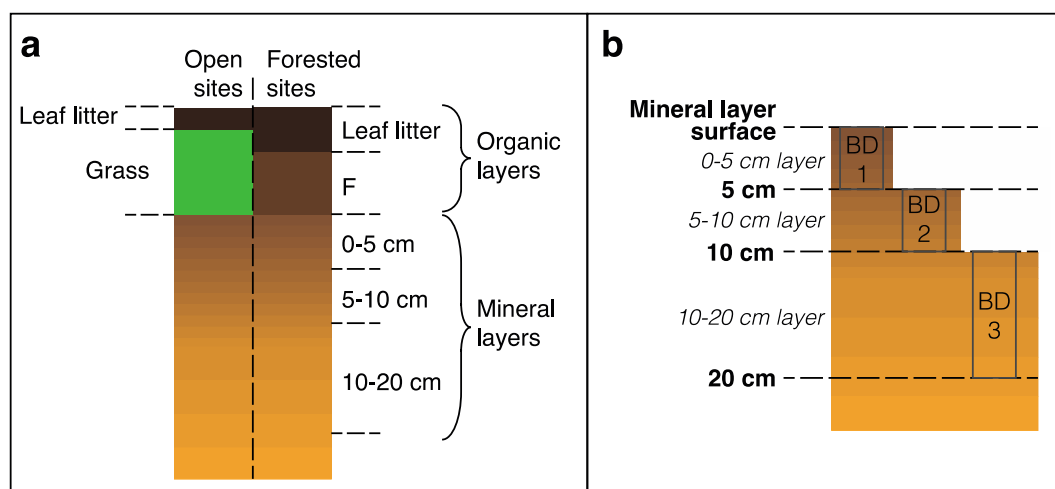 a
Open
sites
Forested
sites
Leaf litter
Grass
Leaf litter
F
0-5 cm
5-10 cm
10-20 cm
Organic
layers
Mineral
layers
b
Mineral layer
surface
0-5 cm layer
5 cm
5-10 cm layer
10 cm
10-20 cm layer
20 cm
BD
1
BD
2
BD
3